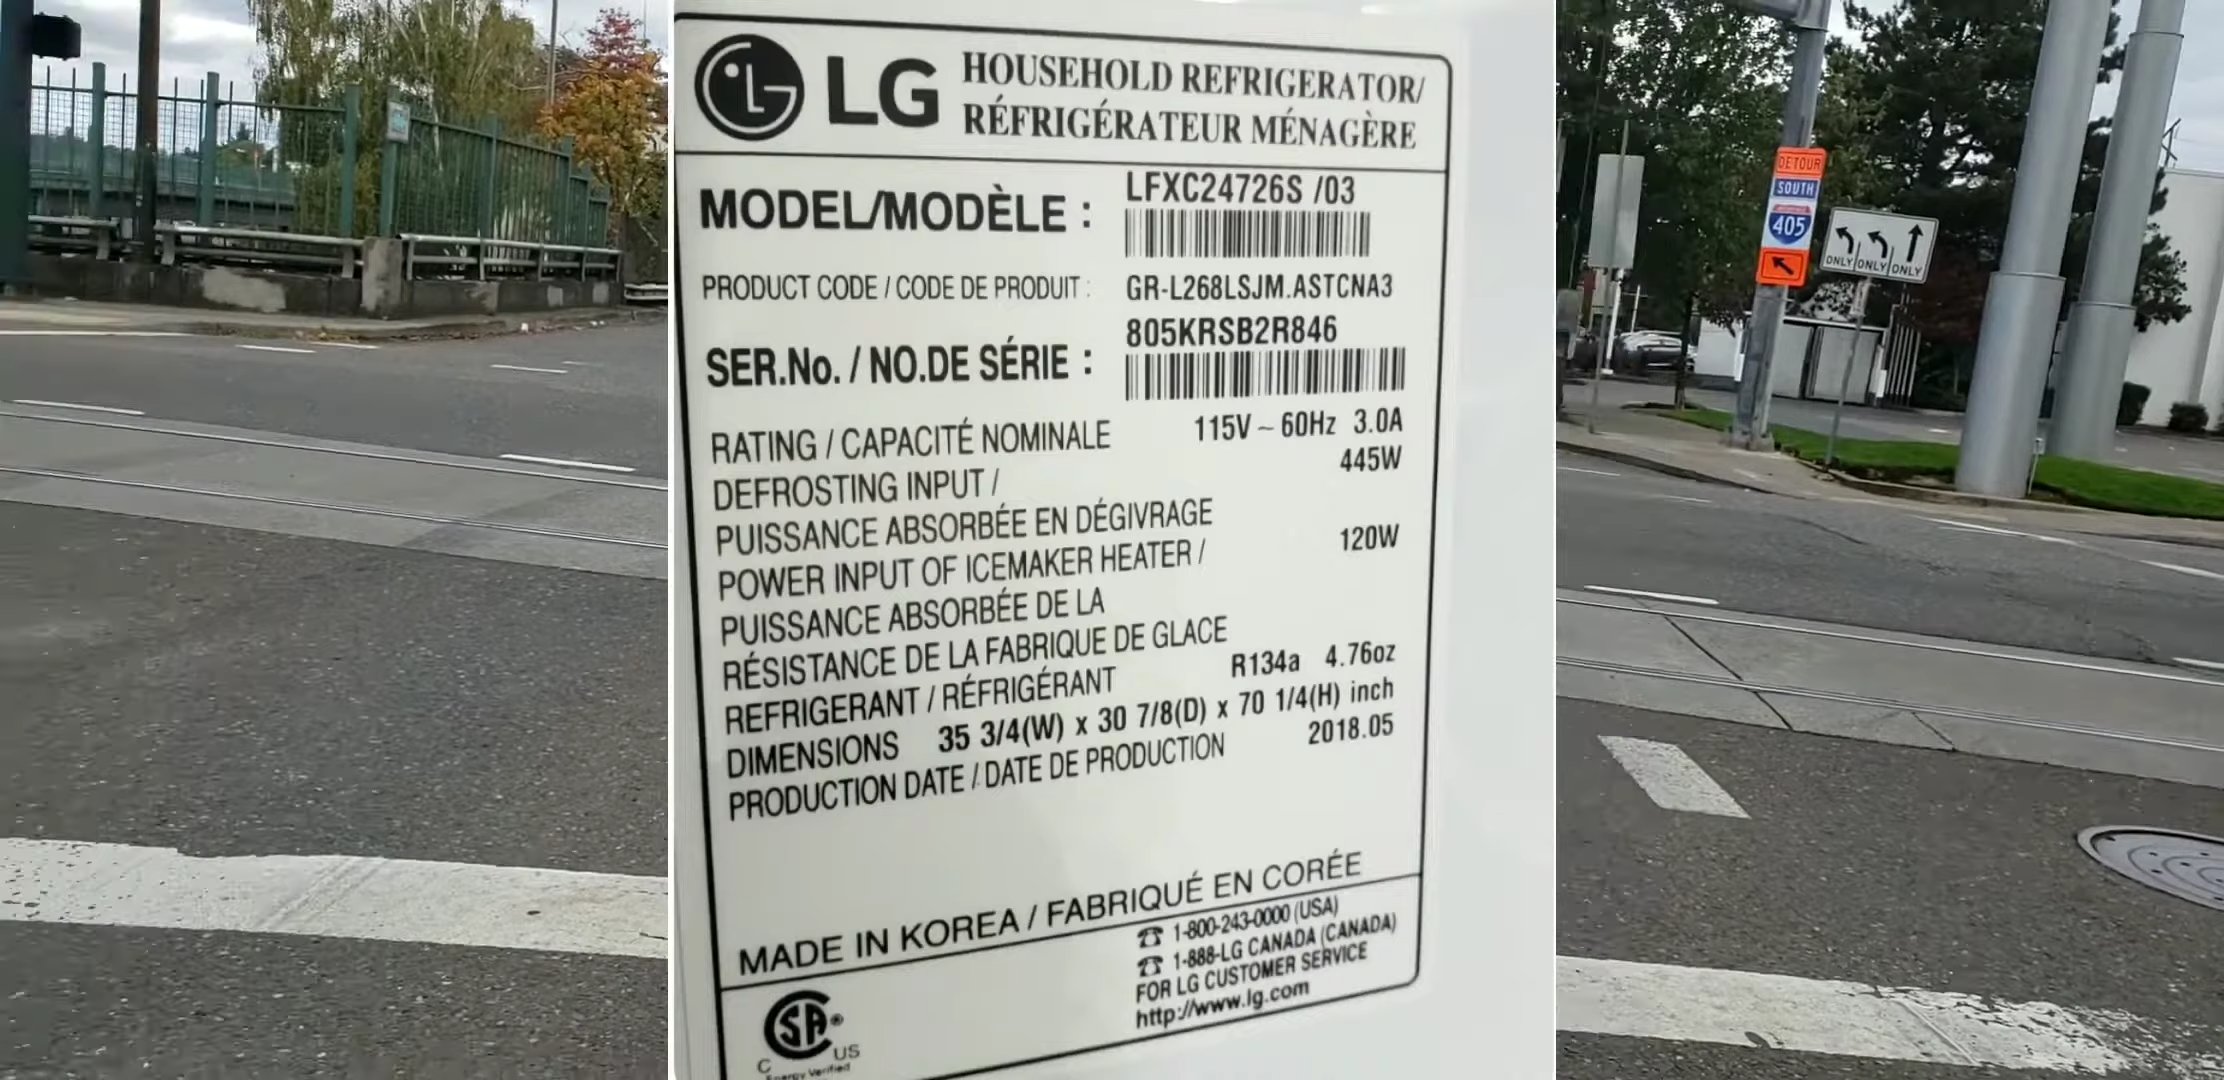 LG HOUSEHOLD REFRIGERATOR/
RÉFRIGÉRATEUR MÉNAGÈRE
MODEL/MODÈLE : LFXC24726S /03
PRODUCT CODE / CODE DE PRODUIT : GR-L268LSJM.ASTCNA3
SER.No. / NO.DE SÉRIE : 805KRSB2R846
RATING / CAPACITÉ NOMINALE 115V ~ 60Hz 3.0A
DEFROSTING INPUT / 445W
PUISSANCE ABSORBÉE EN DÉGIVRAGE
POWER INPUT OF ICEMAKER HEATER / 120W
PUISSANCE ABSORBÉE DE LA
RÉSISTANCE DE LA FABRIQUE DE GLACE
REFRIGERANT / RÉFRIGÉRANT R134a 4.76oz
DIMENSIONS 35 3/4(W) x 30 7/8(D) x 70 1/4(H) inch
PRODUCTION DATE / DATE DE PRODUCTION 2018.05
MADE IN KOREA / FABRIQUÉ EN CORÉE
☎ 1-800-243-0000 (USA)
☎ 1-888-LG CANADA (CANADA)
FOR LG CUSTOMER SERVICE
http://www.lg.com
CSA®
C US
Energy Verified
DETOUR
SOUTH
405
ONLY ONLY ONLY